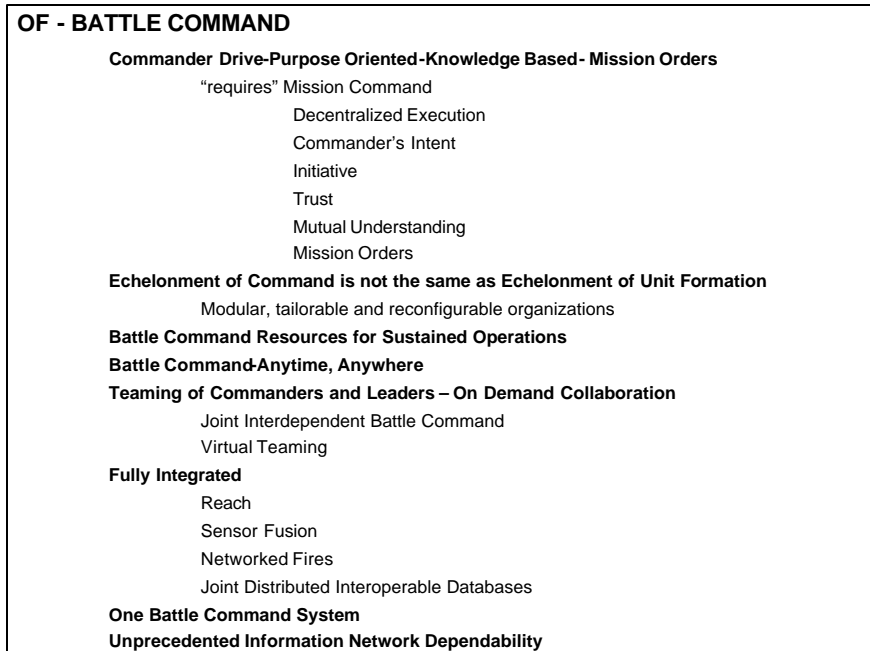 OF - BATTLE COMMAND
Commander Drive-Purpose Oriented-Knowledge Based- Mission Orders
“requires” Mission Command
Decentralized Execution
Commander’s Intent
Initiative
Trust
Mutual Understanding
Mission Orders
Echelonment of Command is not the same as Echelonment of Unit Formation
Modular, tailorable and reconfigurable organizations
Battle Command Resources for Sustained Operations
Battle Command-Anytime, Anywhere
Teaming of Commanders and Leaders – On Demand Collaboration
Joint Interdependent Battle Command
Virtual Teaming
Fully Integrated
Reach
Sensor Fusion
Networked Fires
Joint Distributed Interoperable Databases
One Battle Command System
Unprecedented Information Network Dependability